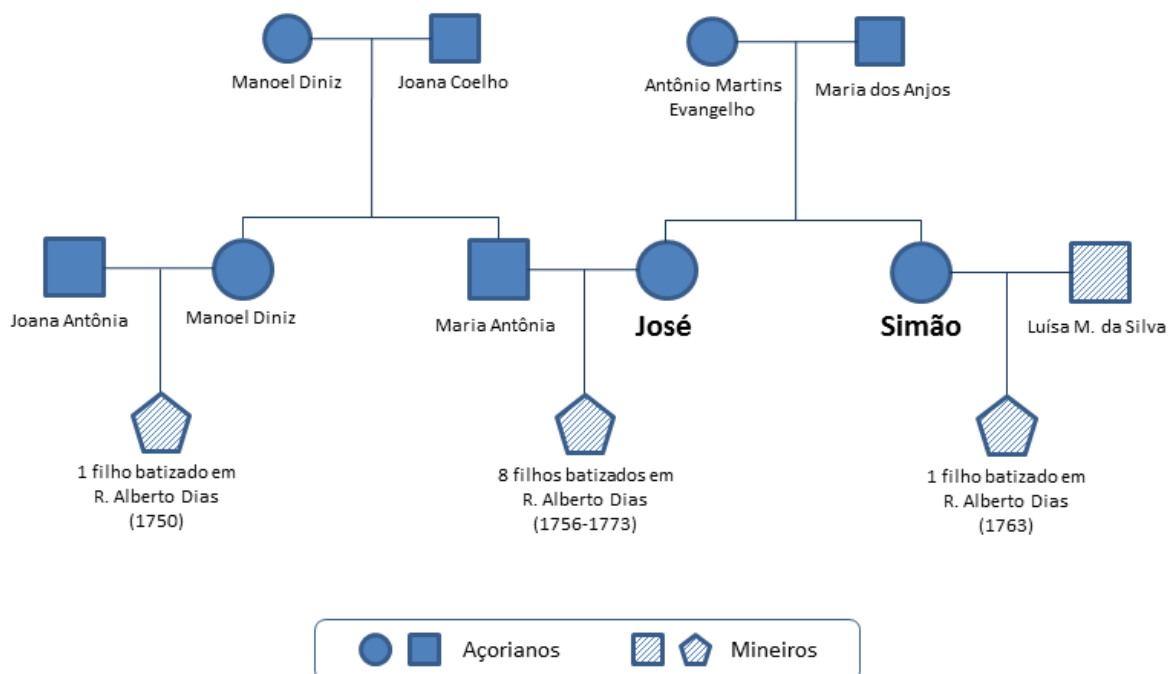 Manoel Diniz
Joana Coelho
Antônio Martins
Evangelho
Maria dos Anjos
Joana Antônia
Manoel Diniz
Maria Antônia
José
Simão
Luísa M. da Silva
1 filho batizado em
R. Alberto Dias
(1750)
8 filhos batizados em
R. Alberto Dias
(1756-1773)
1 filho batizado em
R. Alberto Dias
(1763)
Açorianos
Mineiros